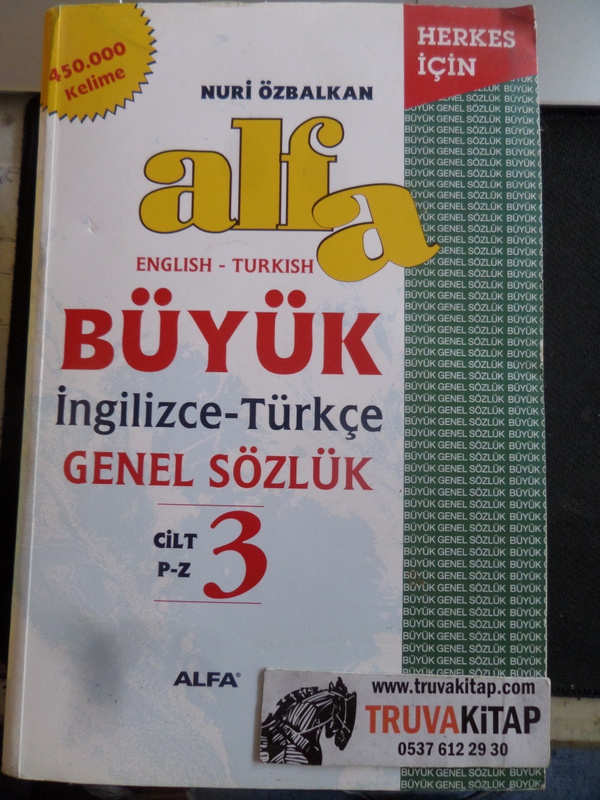 450.000
Kelime
HERKES
İÇİN
NURİ ÖZBALKAN
alfa
ENGLISH - TURKISH
BÜYÜK
İngilizce-Türkçe
GENEL SÖZLÜK
CİLT
P-Z
3
ALFA®
BÜYÜK GENEL SÖZLÜK BÜYÜK
www.truvakitap.com
TRUVAKİTAP
0537 612 29 30